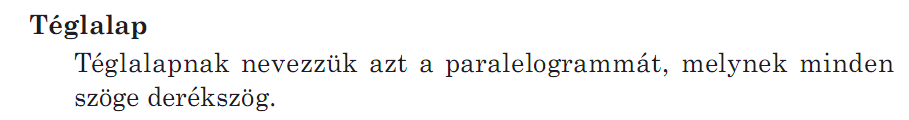 Téglalap
Téglalapnak nevezzük azt a paralelogrammát, melynek minden
szöge derékszög.